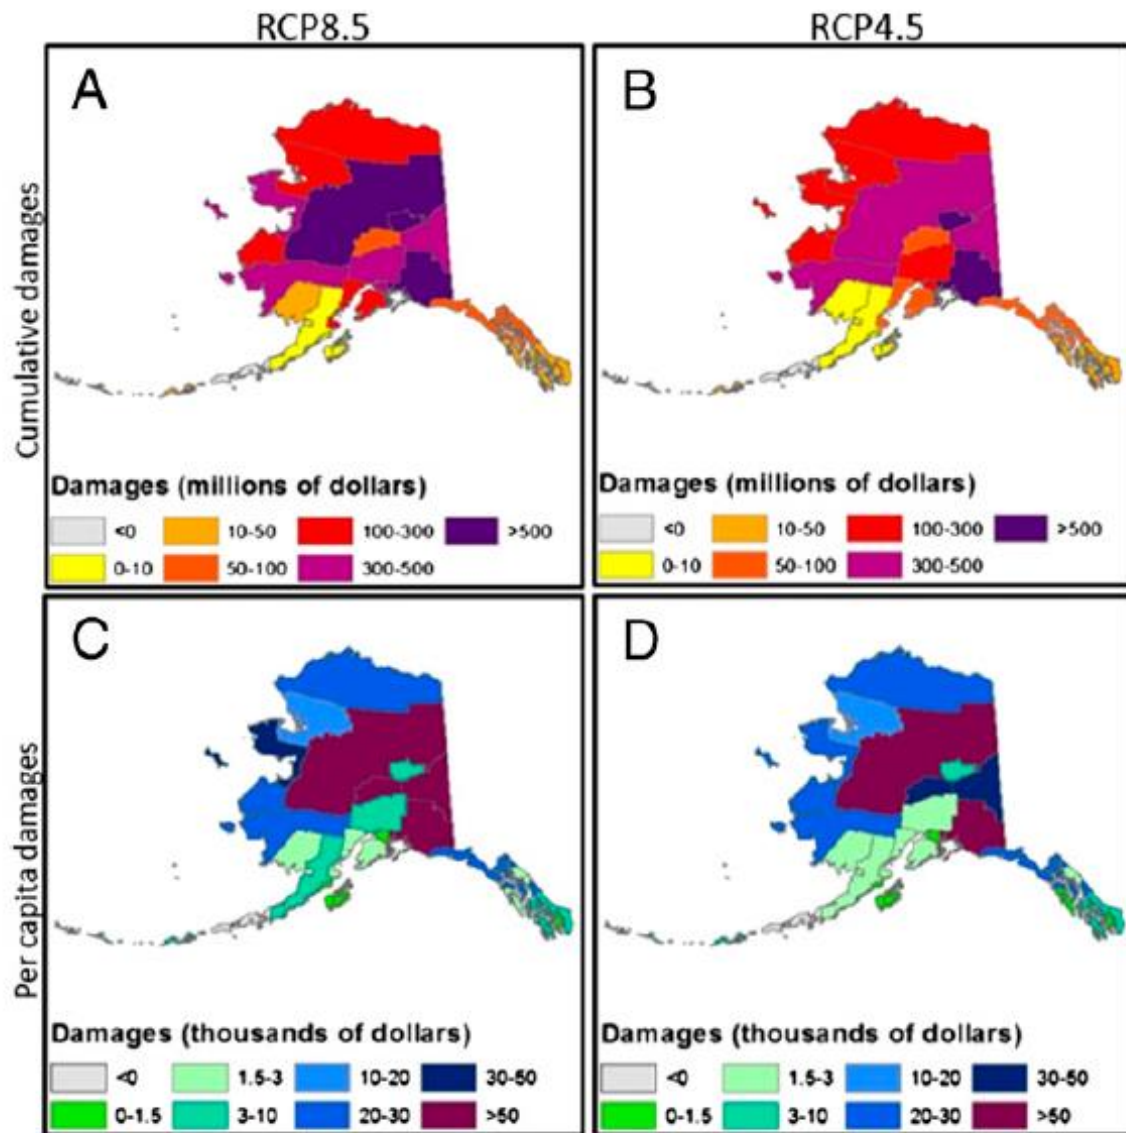 RCP8.5 RCP4.5
Cumulative damages
A
B
Damages (millions of dollars)
<0 10-50 100-300 >500
0-10 50-100 300-500
Damages (millions of dollars)
<0 10-50 100-300 >500
0-10 50-100 300-500
Per capita damages
C
D
Damages (thousands of dollars)
<0 1.5-3 10-20 30-50
0-1.5 3-10 20-30 >50
Damages (thousands of dollars)
<0 1.5-3 10-20 30-50
0-1.5 3-10 20-30 >50